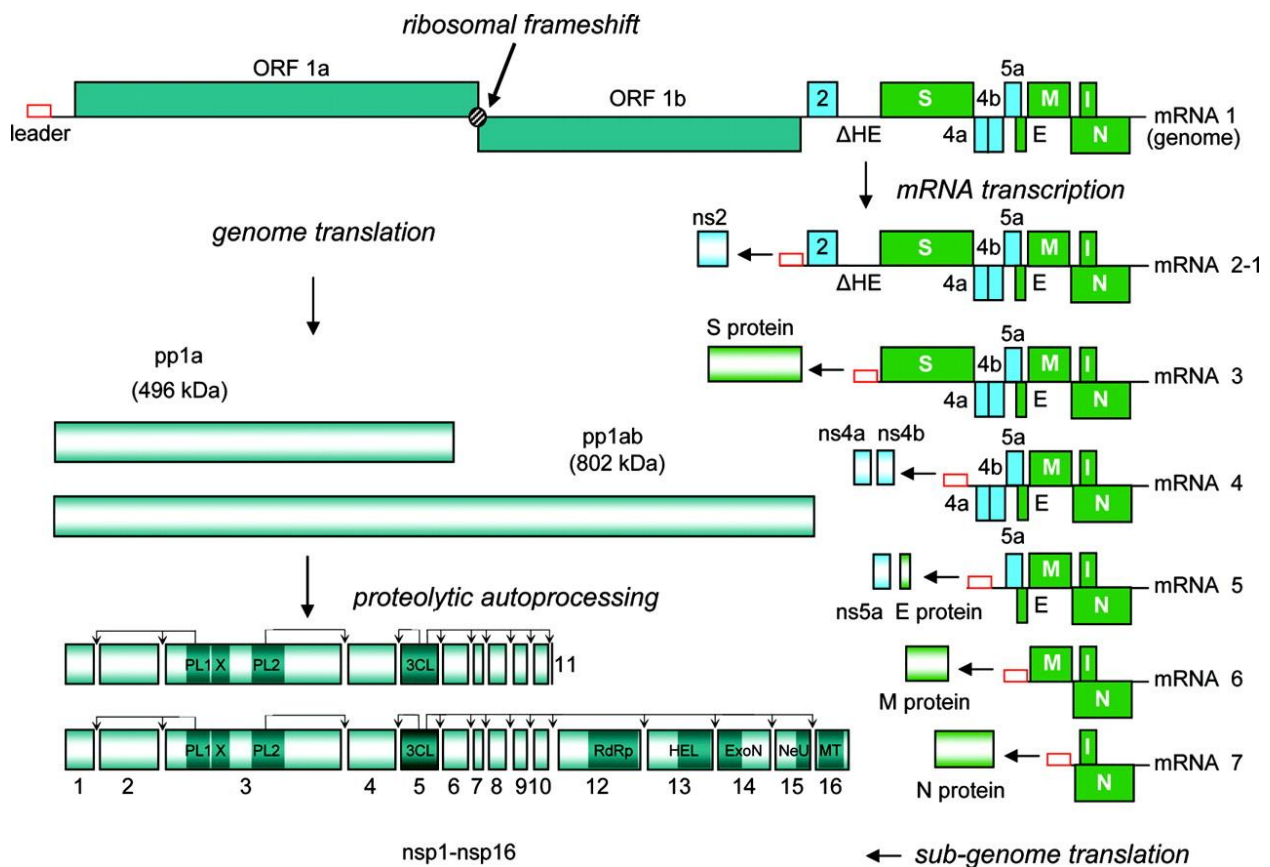 ribosomal frameshift
ORF 1a
5a
ORF 1b
2 S 4b M I
mRNA 1
leader
ΔHE 4a E N
(genome)
mRNA transcription
genome translation
ns2
5a
2 S 4b M I
mRNA 2-1
ΔHE 4a E N
S protein
5a
S 4b M I
mRNA 3
4a E N
pp1a
(496 kDa)
pp1ab
(802 kDa)
ns4a ns4b
5a
4b M I
mRNA 4
4a E N
5a
M I
mRNA 5
ns5a E protein E N
proteolytic autoprocessing
PL1 X PL2 3CL 11
M I
mRNA 6
M protein N
PL1 X PL2 3CL RdRp HEL ExoN NeU MT
1 2 3 4 5 6 7 8 9 10 12 13 14 15 16
I
mRNA 7
N protein N
nsp1-nsp16
sub-genome translation